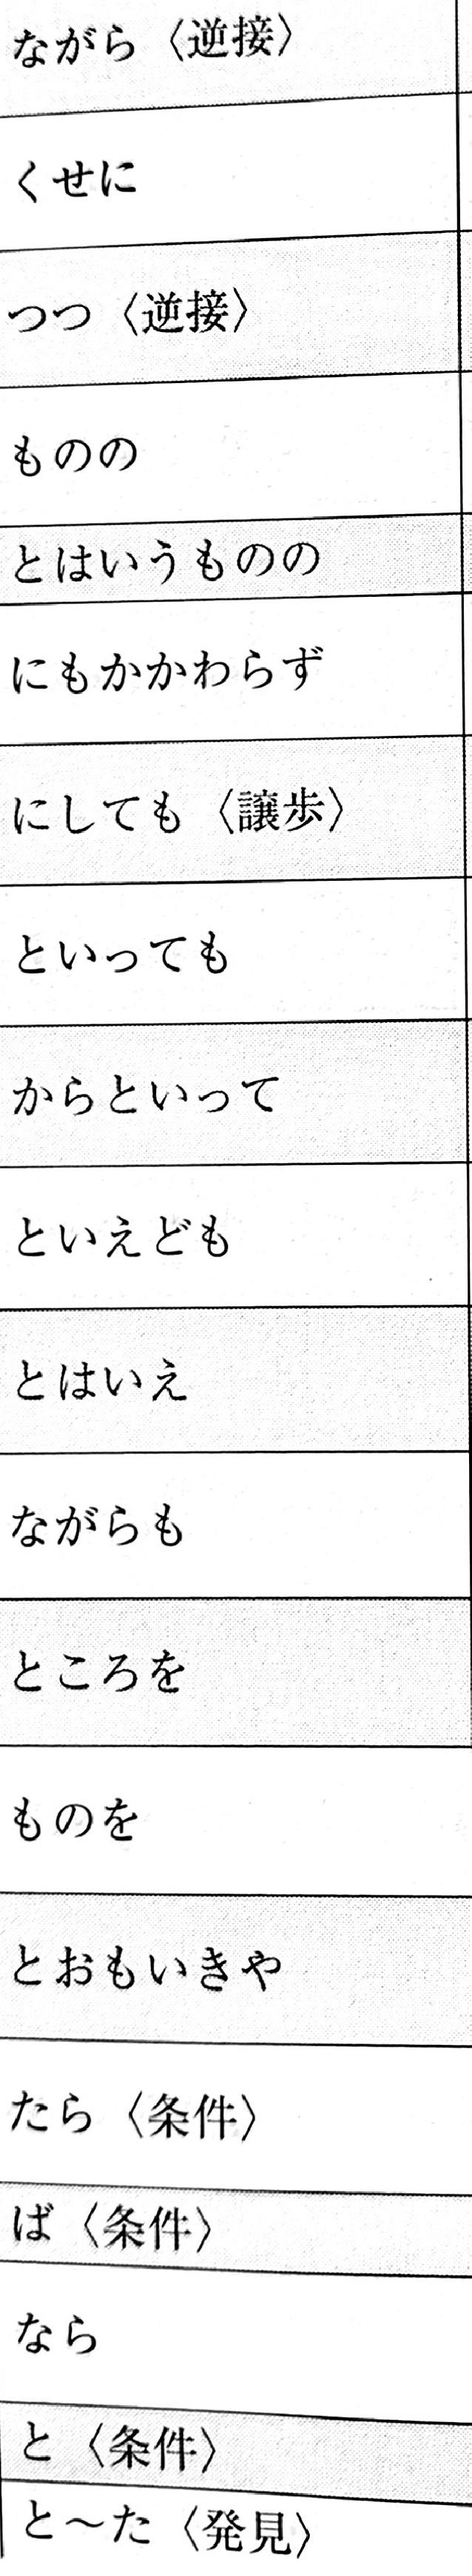 ながら〈逆接〉
くせに
つつ〈逆接〉
ものの
とはいうものの
にもかかわらず
にしても〈譲歩〉
といっても
からといって
といえども
とはいえ
ながらも
ところを
ものを
とおもいきや
たら〈条件〉
ば〈条件〉
なら
と〈条件〉
と〜た〈発見〉